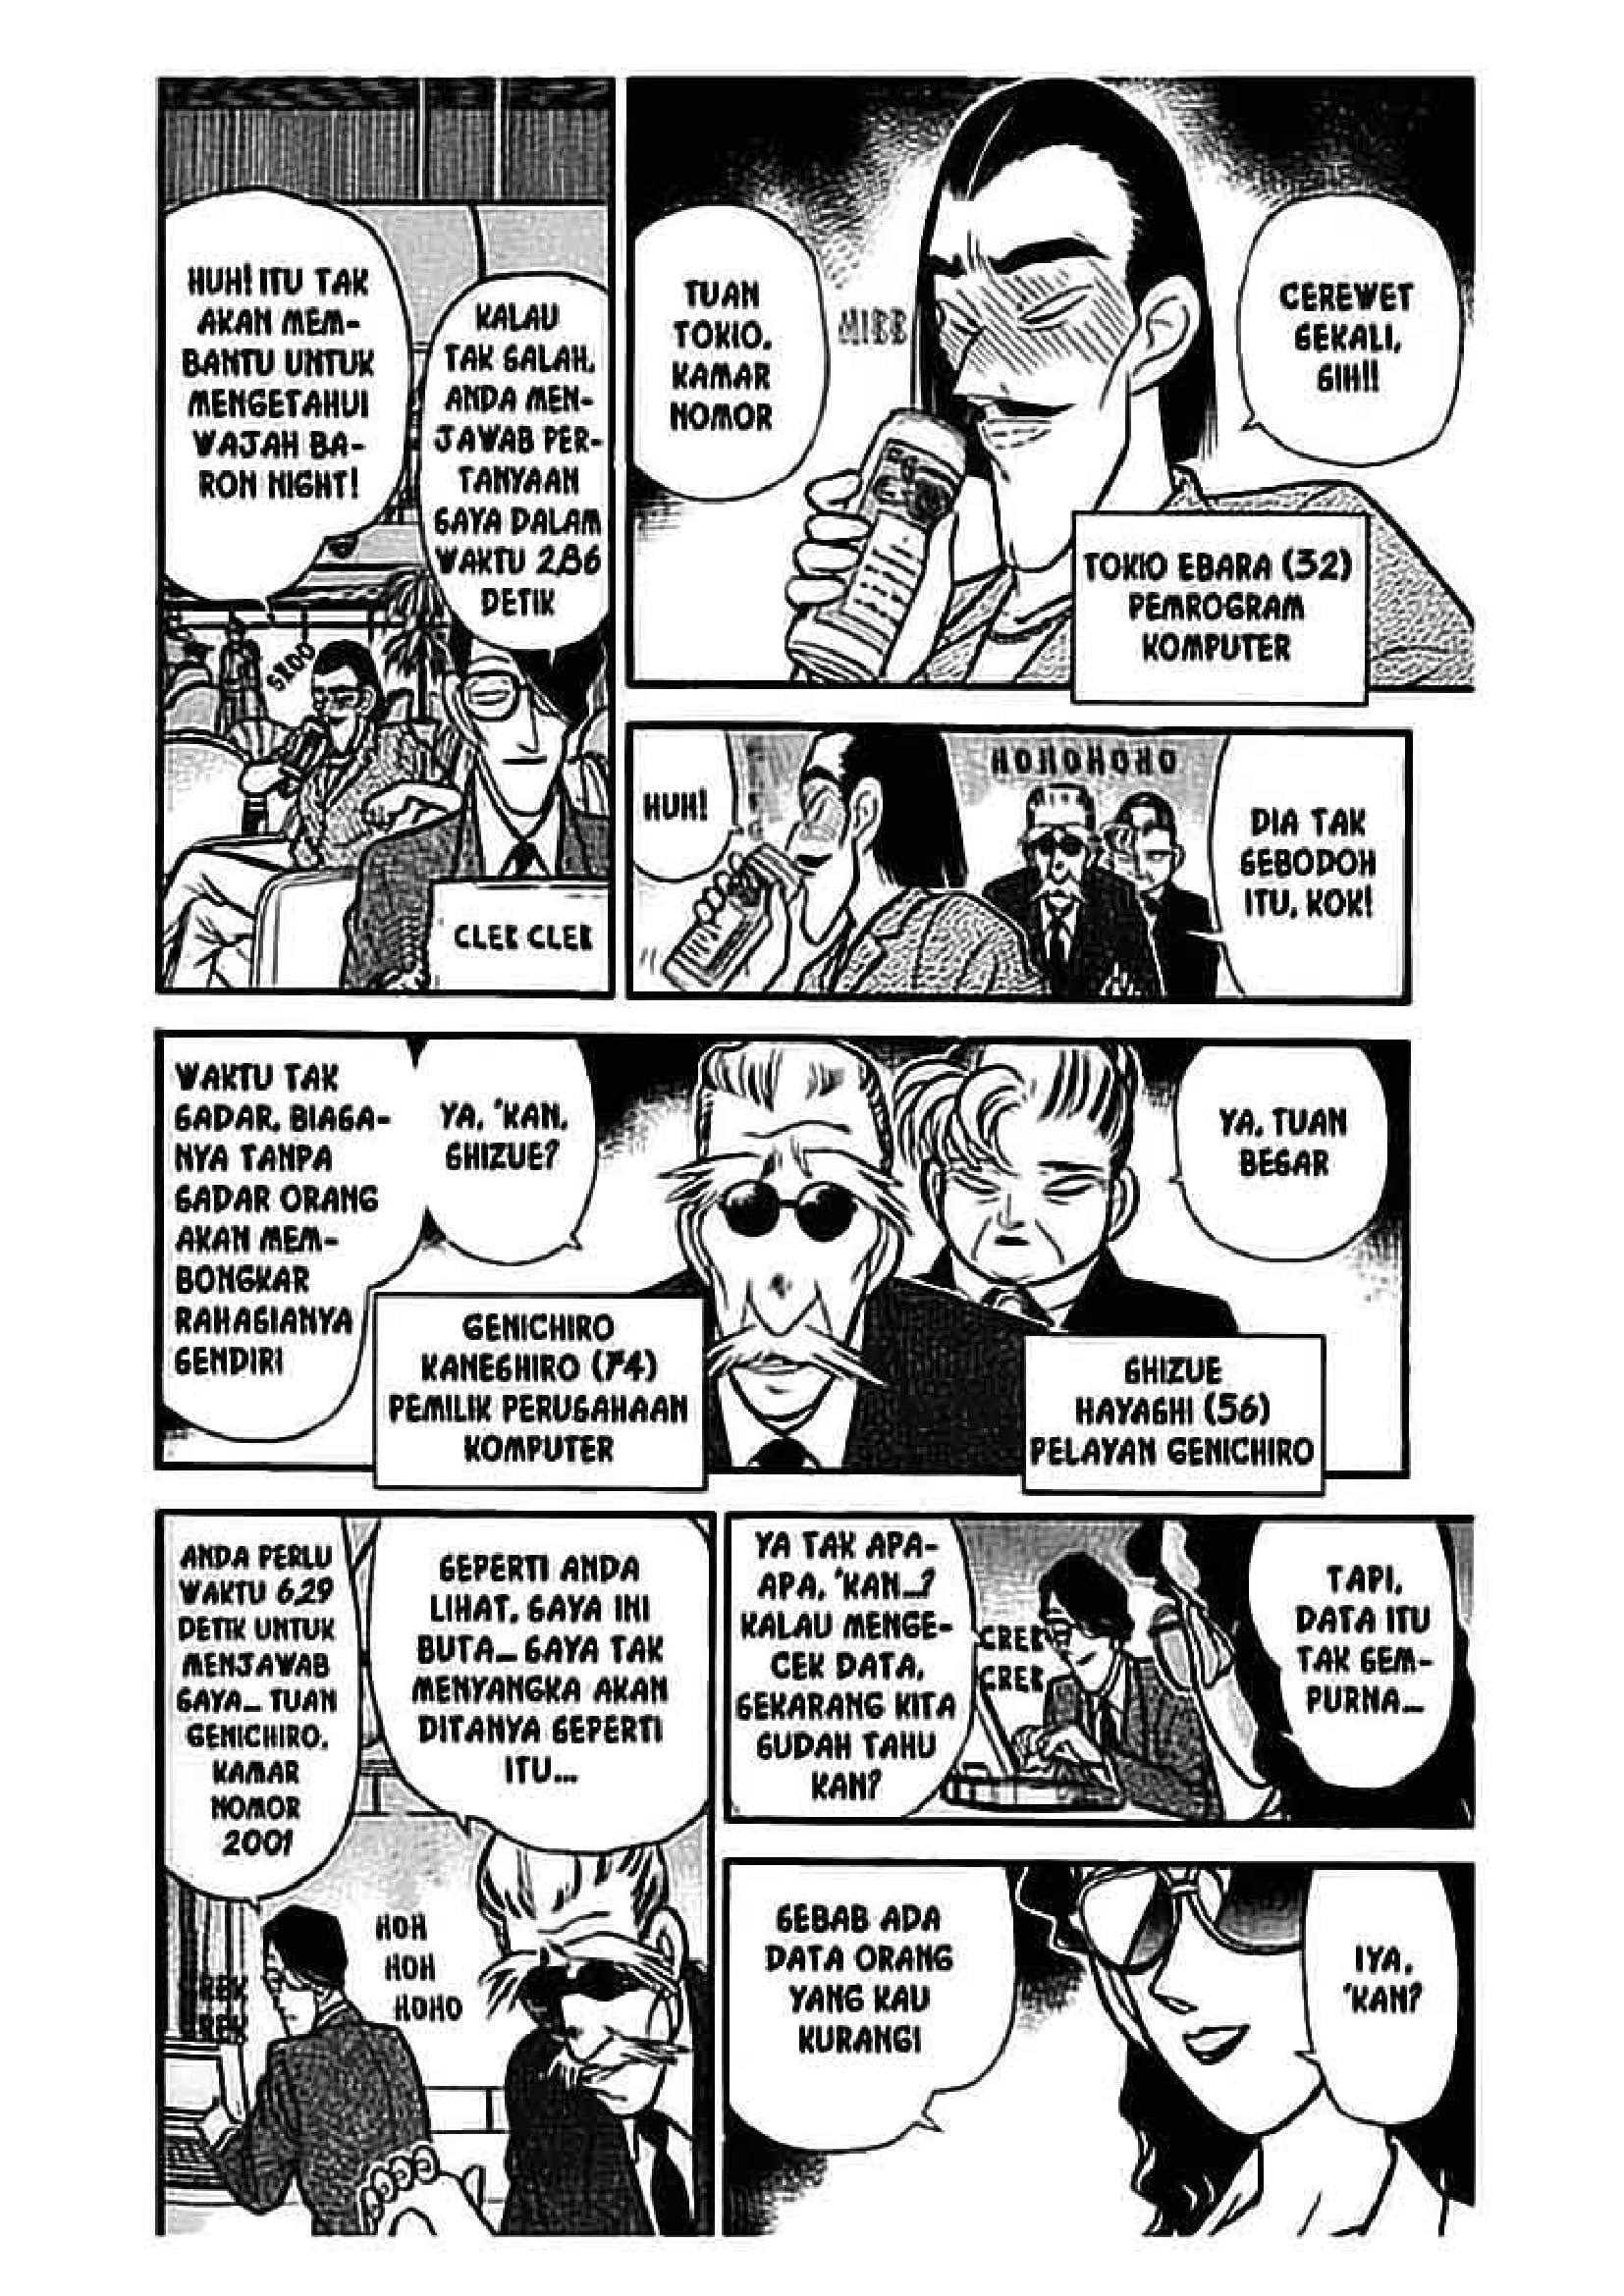 CEREWET
SEKALI,
SIH!!
TUAN
TOKIO,
KAMAR
NOMOR
TOKIO EBARA (32)
PEMROGRAM
KOMPUTER
KALAU
TAK SALAH,
ANDA MEN-
JAWAB PER-
TANYAAN
SAYA DALAM
WAKTU 2,86
DETIK
HUH! ITU TAK
AKAN MEM-
BANTU UNTUK
MENGETAHUI
WAJAH BA-
RON NIGHT!
CLEK CLEK
HOHOHOHO
DIA TAK
SEBODOH
ITU, KOK!
HUH!
YA, TUAN
BESAR
YA, 'KAN,
SHIZUE?
WAKTU TAK
SADAR, BIASA-
NYA TANPA
SADAR ORANG
AKAN MEM-
BONGKAR
RAHASIANYA
SENDIRI
GENICHIRO
KANESHIRO (74)
PEMILIK PERUSAHAAN
KOMPUTER
SHIZUE
HAYASHI (56)
PELAYAN GENICHIRO
TAPI,
DATA ITU
TAK SEM-
PURNA...
CREK
CREK
YA TAK APA-
APA, 'KAN...?
KALAU MENGE-
CEK DATA,
SEKARANG KITA
SUDAH TAHU
KAN?
IYA,
'KAN?
SEBAB ADA
DATA ORANG
YANG KAU
KURANGI
SEPERTI ANDA
LIHAT, SAYA INI
BUTA... SAYA TAK
MENYANGKA AKAN
DITANYA SEPERTI
ITU...
ANDA PERLU
WAKTU 6,29
DETIK UNTUK
MENJAWAB
SAYA... TUAN
GENICHIRO,
KAMAR
NOMOR
2001
HOH
HOH
HOHO